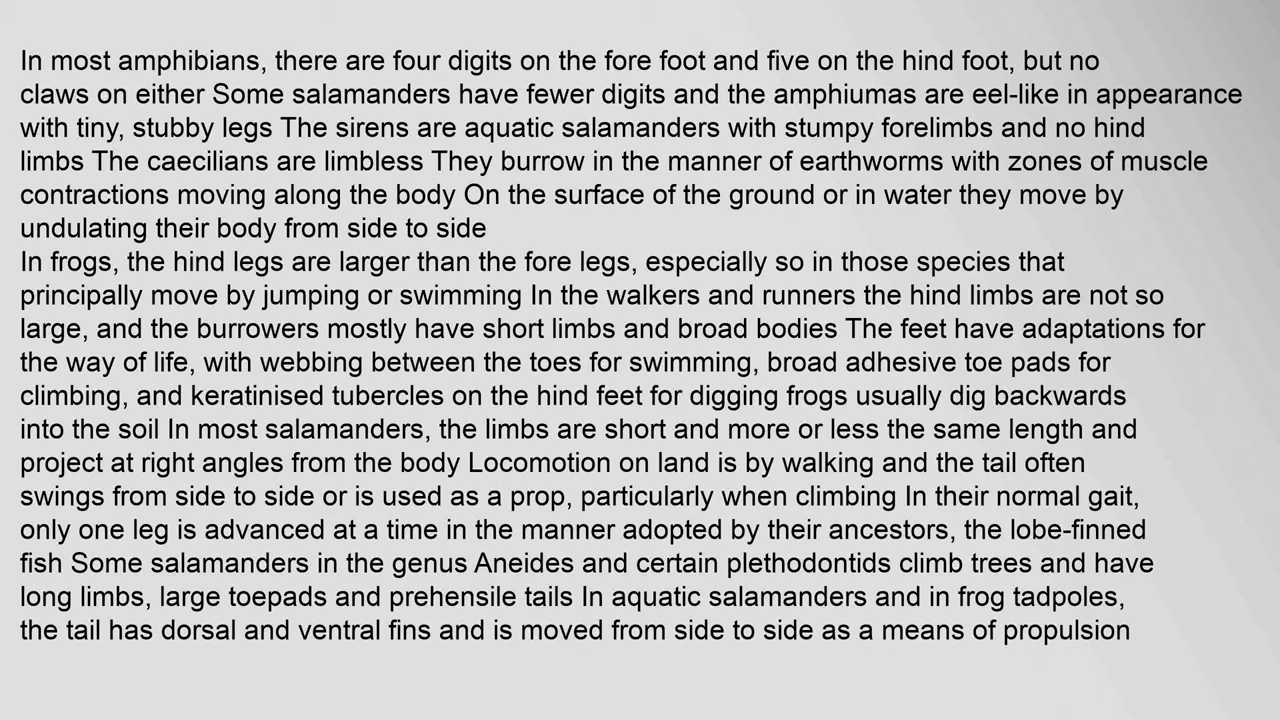 In most amphibians, there are four digits on the fore foot and five on the hind foot, but no
claws on either Some salamanders have fewer digits and the amphiumas are eel-like in appearance
with tiny, stubby legs The sirens are aquatic salamanders with stumpy forelimbs and no hind
limbs The caecilians are limbless They burrow in the manner of earthworms with zones of muscle
contractions moving along the body On the surface of the ground or in water they move by
undulating their body from side to side
In frogs, the hind legs are larger than the fore legs, especially so in those species that
principally move by jumping or swimming In the walkers and runners the hind limbs are not so
large, and the burrowers mostly have short limbs and broad bodies The feet have adaptations for
the way of life, with webbing between the toes for swimming, broad adhesive toe pads for
climbing, and keratinised tubercles on the hind feet for digging frogs usually dig backwards
into the soil In most salamanders, the limbs are short and more or less the same length and
project at right angles from the body Locomotion on land is by walking and the tail often
swings from side to side or is used as a prop, particularly when climbing In their normal gait,
only one leg is advanced at a time in the manner adopted by their ancestors, the lobe-finned
fish Some salamanders in the genus Aneides and certain plethodontids climb trees and have
long limbs, large toepads and prehensile tails In aquatic salamanders and in frog tadpoles,
the tail has dorsal and ventral fins and is moved from side to side as a means of propulsion